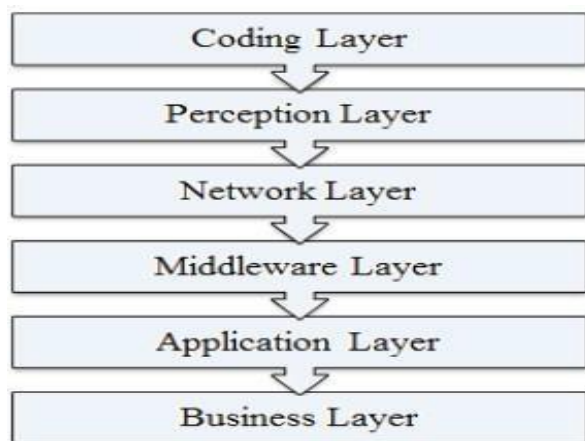 Coding Layer
Perception Layer
Network Layer
Middleware Layer
Application Layer
Business Layer